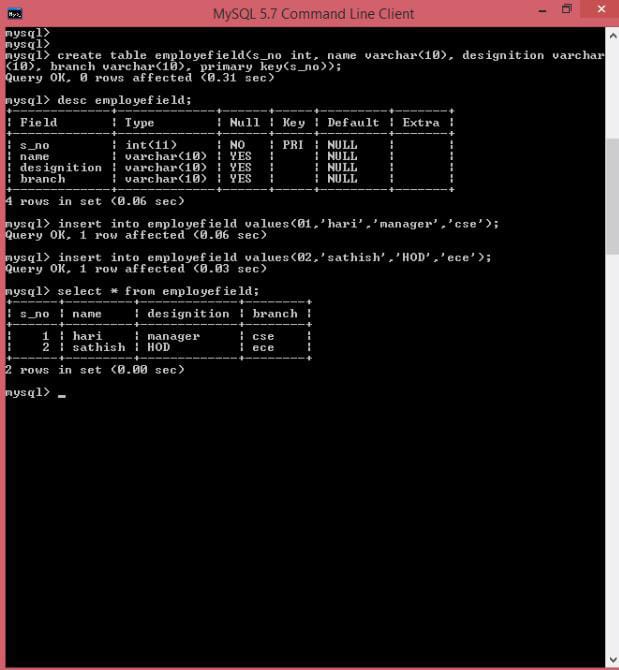 MySQL 5.7 Command Line Client
mysql>
mysql>
mysql> create table employefield(s_no int, name varchar(10), designition varchar
(10), branch varchar(10), primary key(s_no));
Query OK, 0 rows affected (0.31 sec)
mysql> desc employefield;
+-------------+-------------+------+-----+---------+-------+
| Field       | Type        | Null | Key | Default | Extra |
+-------------+-------------+------+-----+---------+-------+
| s_no        | int(11)     | NO   | PRI | NULL    |       |
| name        | varchar(10) | YES  |     | NULL    |       |
| designition | varchar(10) | YES  |     | NULL    |       |
| branch      | varchar(10) | YES  |     | NULL    |       |
+-------------+-------------+------+-----+---------+-------+
4 rows in set (0.06 sec)
mysql> insert into employefield values(01,'hari','manager','cse');
Query OK, 1 row affected (0.06 sec)
mysql> insert into employefield values(02,'sathish','HOD','ece');
Query OK, 1 row affected (0.03 sec)
mysql> select * from employefield;
+------+---------+-------------+--------+
| s_no | name    | designition | branch |
+------+---------+-------------+--------+
|    1 | hari    | manager     | cse    |
|    2 | sathish | HOD         | ece    |
+------+---------+-------------+--------+
2 rows in set (0.00 sec)
mysql> _